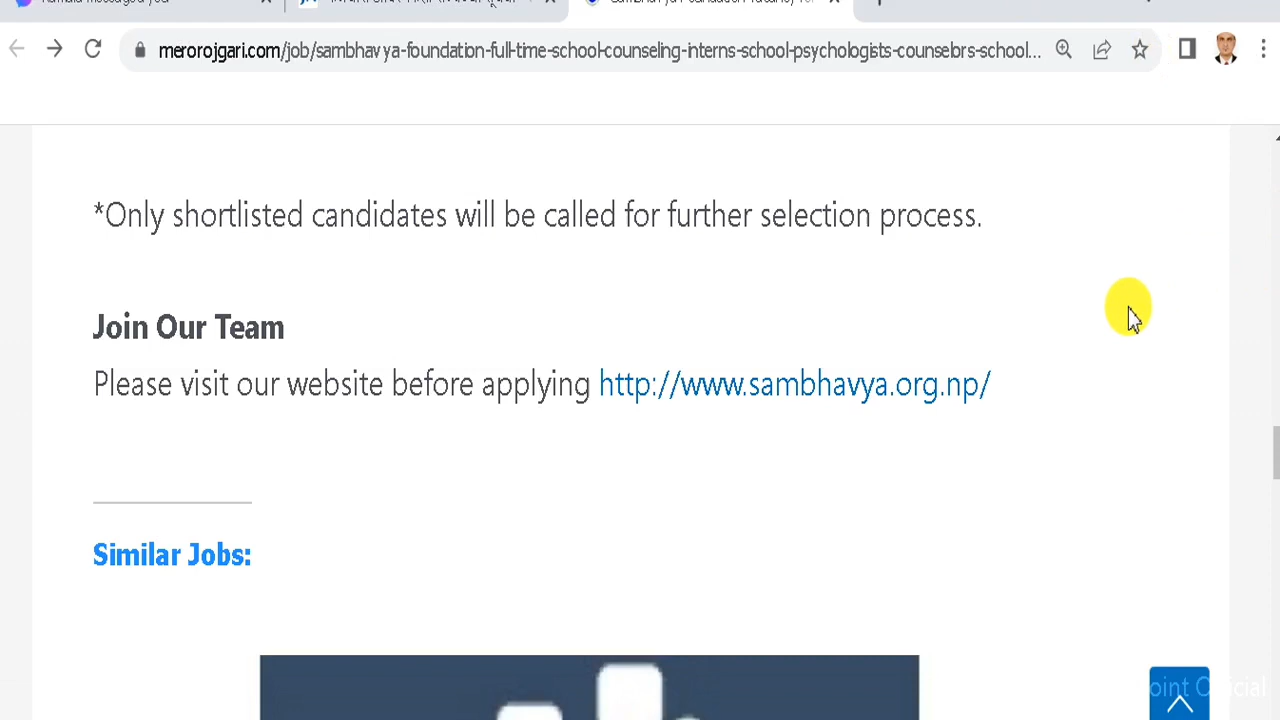 merorojgari.com/job/sambhavya-foundation-full-time-school-counseling-interns-school-psychologists-counsebrs-school...
*Only shortlisted candidates will be called for further selection process.
Join Our Team
Please visit our website before applying http://www.sambhavya.org.np/
Similar Jobs: